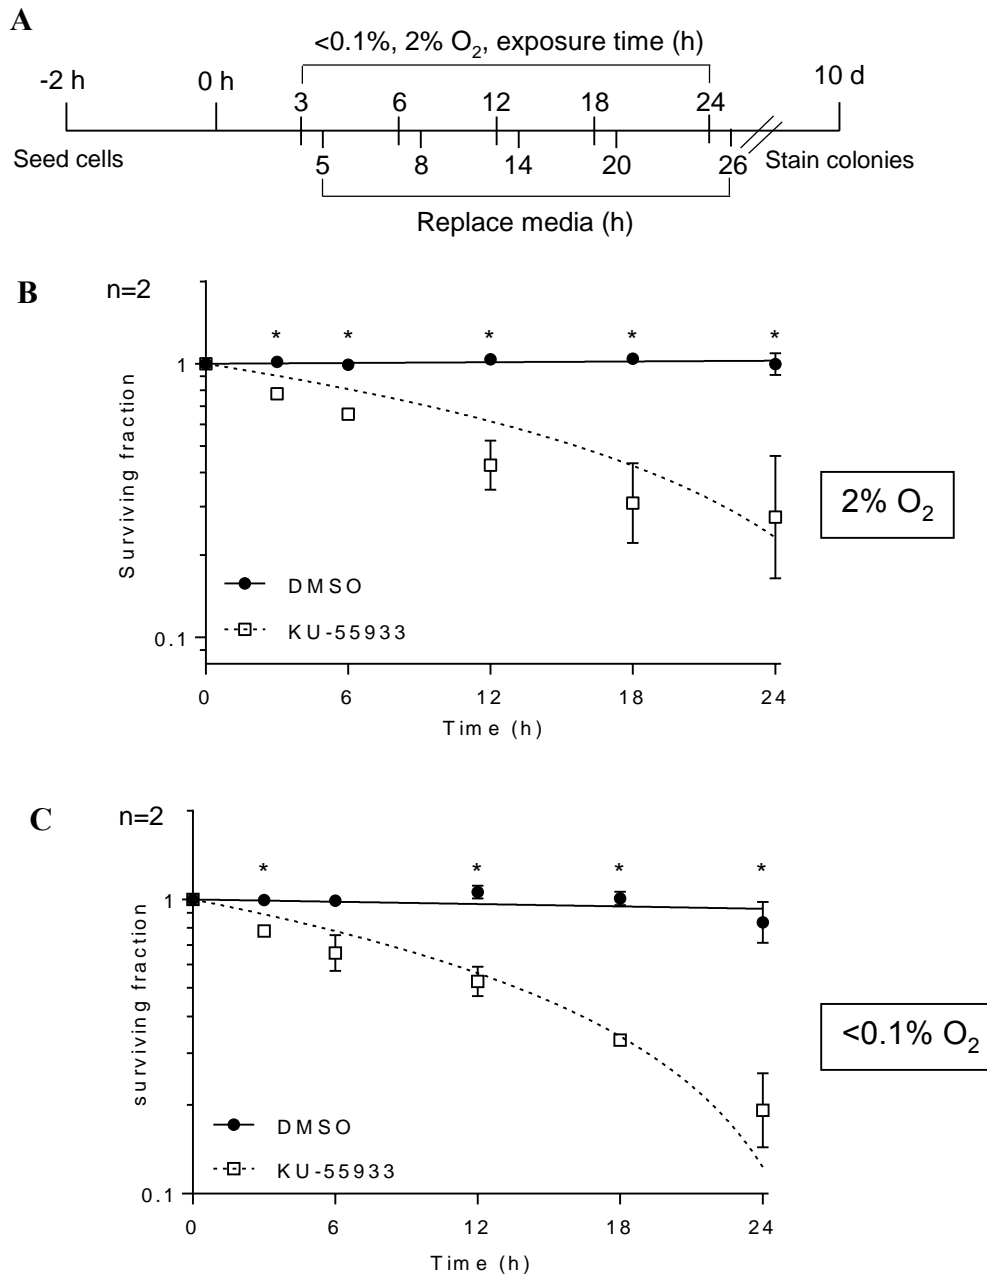 A
<0.1%, 2% O₂, exposure time (h)
-2 h 0 h 3 6 12 18 24 10 d
Seed cells 5 8 14 20 26 Stain colonies
Replace media (h)
B n=2
* * * * *
1
0.1
Surviving fraction
DMSO
KU-55933
0 6 12 18 24
Time (h)
2% O₂
C n=2
* * * *
1
0.1
surviving fraction
DMSO
KU-55933
0 6 12 18 24
Time (h)
<0.1% O₂